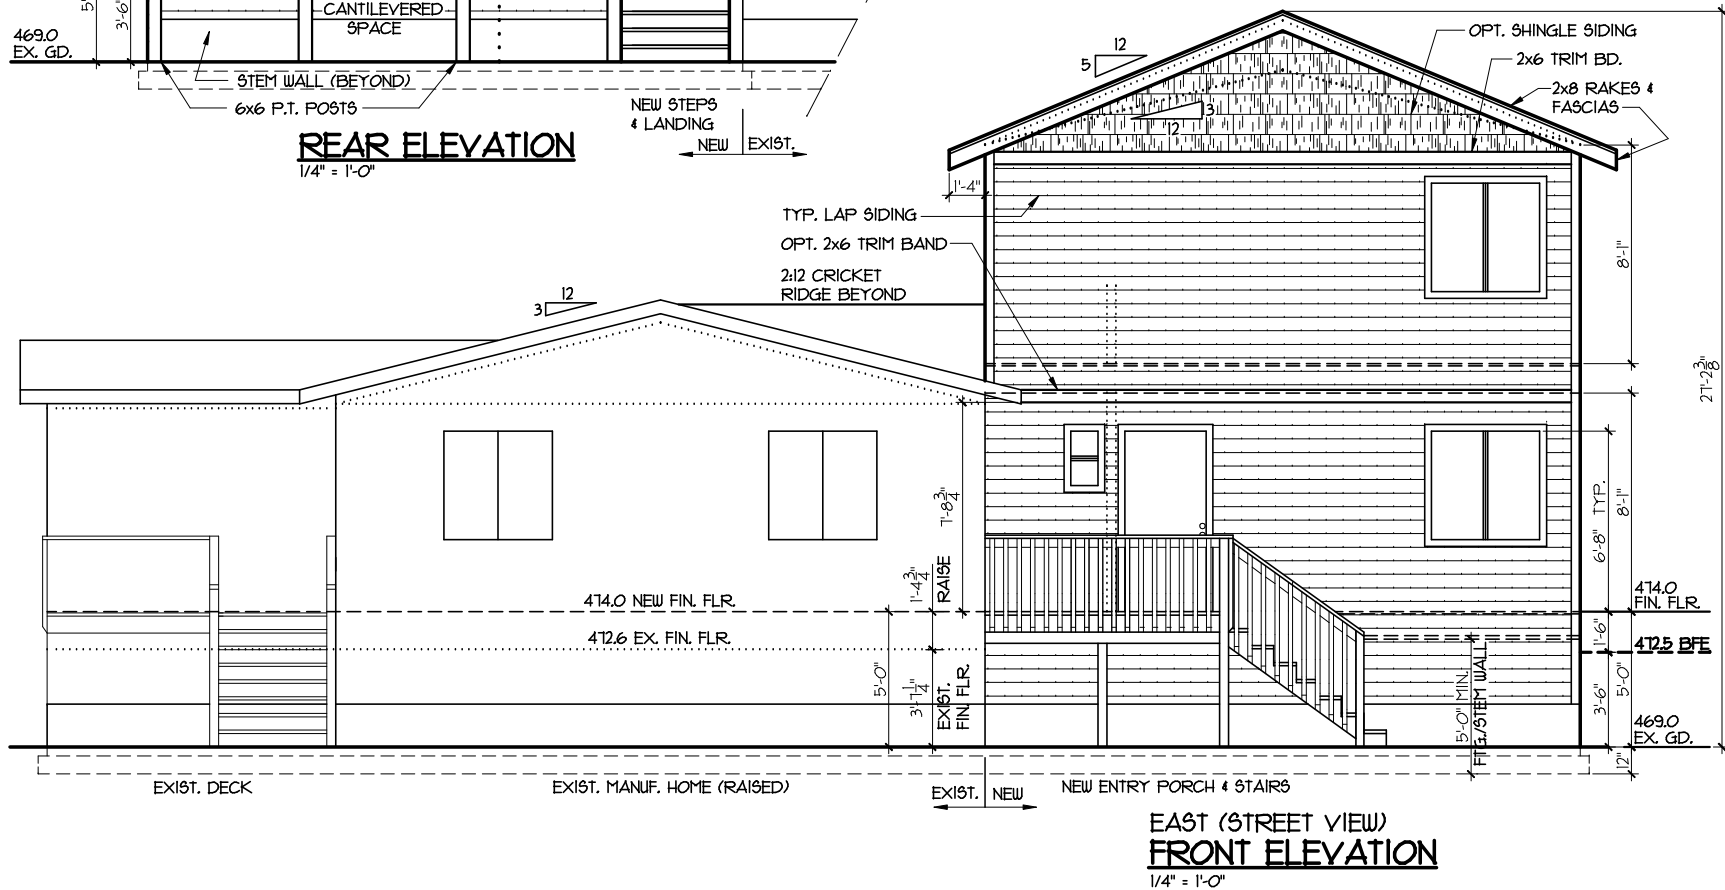 5'
3'-6"
CANTILEVERED
SPACE
469.0
EX. GD.
STEM WALL (BEYOND)
6x6 P.T. POSTS
NEW STEPS
& LANDING
NEW
EXIST.
REAR ELEVATION
1/4" = 1'-0"
12
5
OPT. SHINGLE SIDING
2x6 TRIM BD.
2x8 RAKES &
FASCIAS
3
12
1'-4"
TYP. LAP SIDING
OPT. 2x6 TRIM BAND
2:12 CRICKET
RIDGE BEYOND
12
3
8'-1"
27'-2 3/8"
7'-8 3/4"
1'-4 3/4"
RAISE
6'-8" TYP.
8'-1"
474.0 NEW FIN. FLR.
472.6 EX. FIN. FLR.
474.0
FIN. FLR.
1'-6"
472.5 BFE
5'-0"
3'-7 1/4"
EXIST.
FIN. FLR.
5'-0" MIN.
FTG./STEM WALL
3'-6"
5'-0"
469.0
EX. GD.
12"
EXIST. DECK
EXIST. MANUF. HOME (RAISED)
EXIST.
NEW
NEW ENTRY PORCH & STAIRS
EAST (STREET VIEW)
FRONT ELEVATION
1/4" = 1'-0"